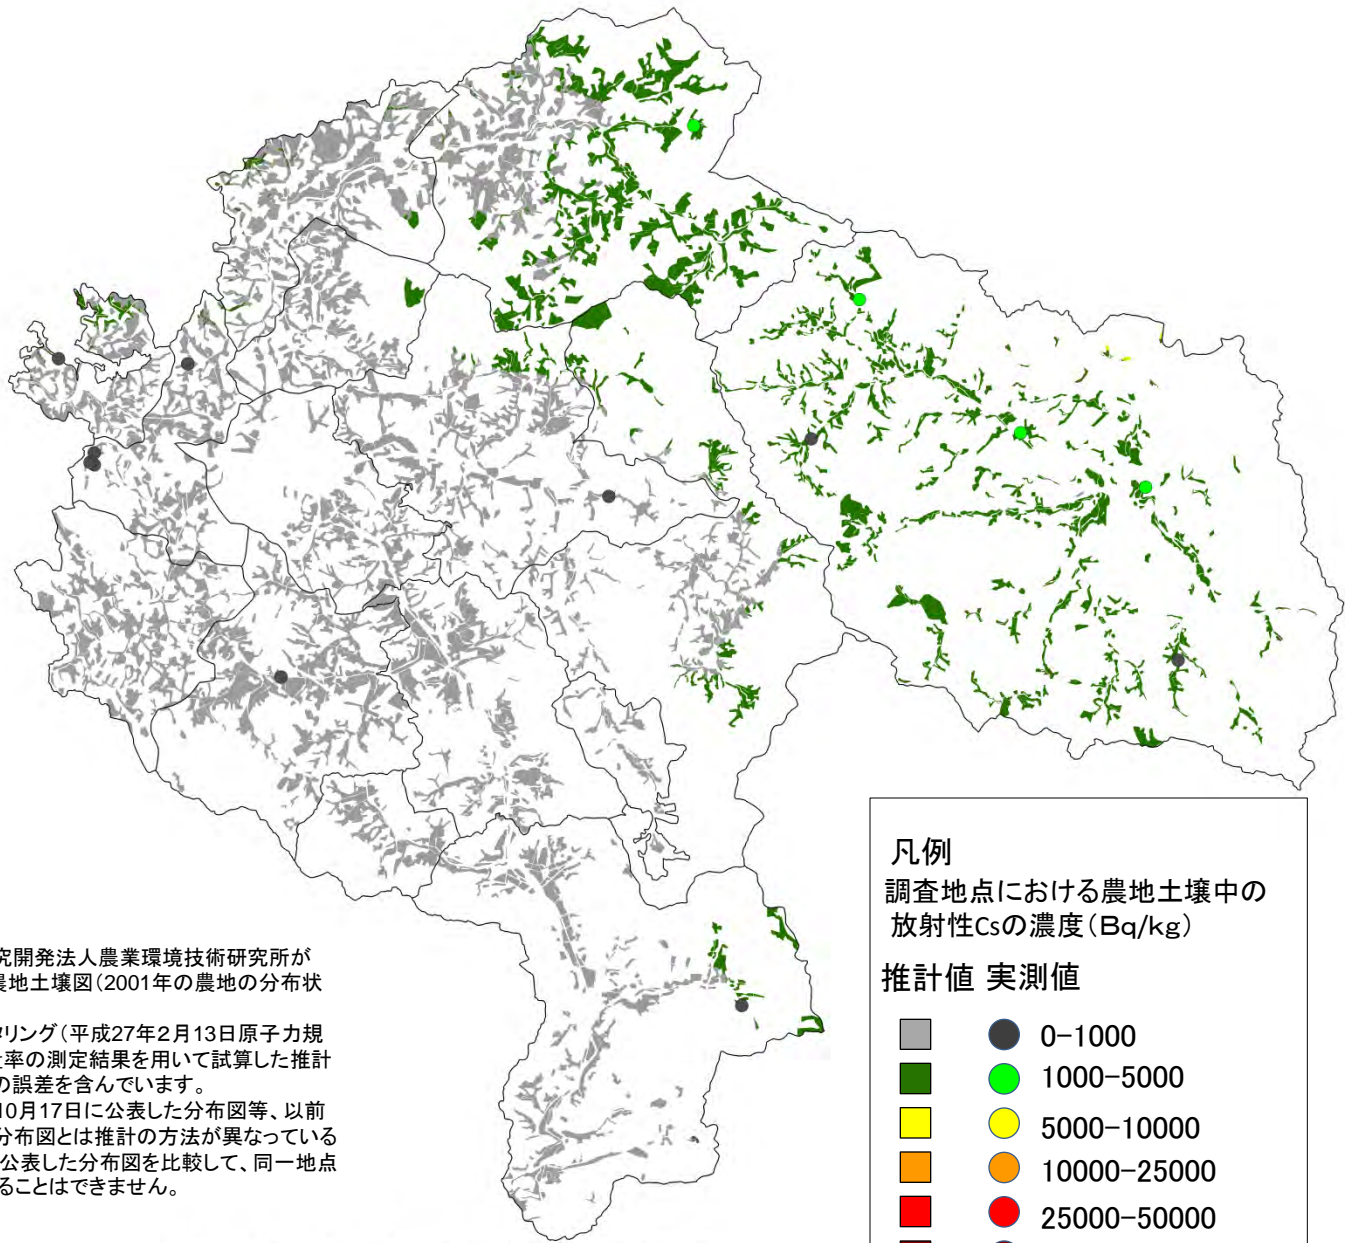 凡例
調査地点における農地土壌中の
放射性Csの濃度(Bq/kg)
推計値 実測値
0-1000
1000-5000
5000-10000
10000-25000
25000-50000
究開発法人農業環境技術研究所が
農地土壌図(2001年の農地の分布状
タリング(平成27年2月13日原子力規
率の測定結果を用いて試算した推計
の誤差を含んでいます。
10月17日に公表した分布図等、以前
分布図とは推計の方法が異なっている
公表した分布図を比較して、同一地点
ることはできません。